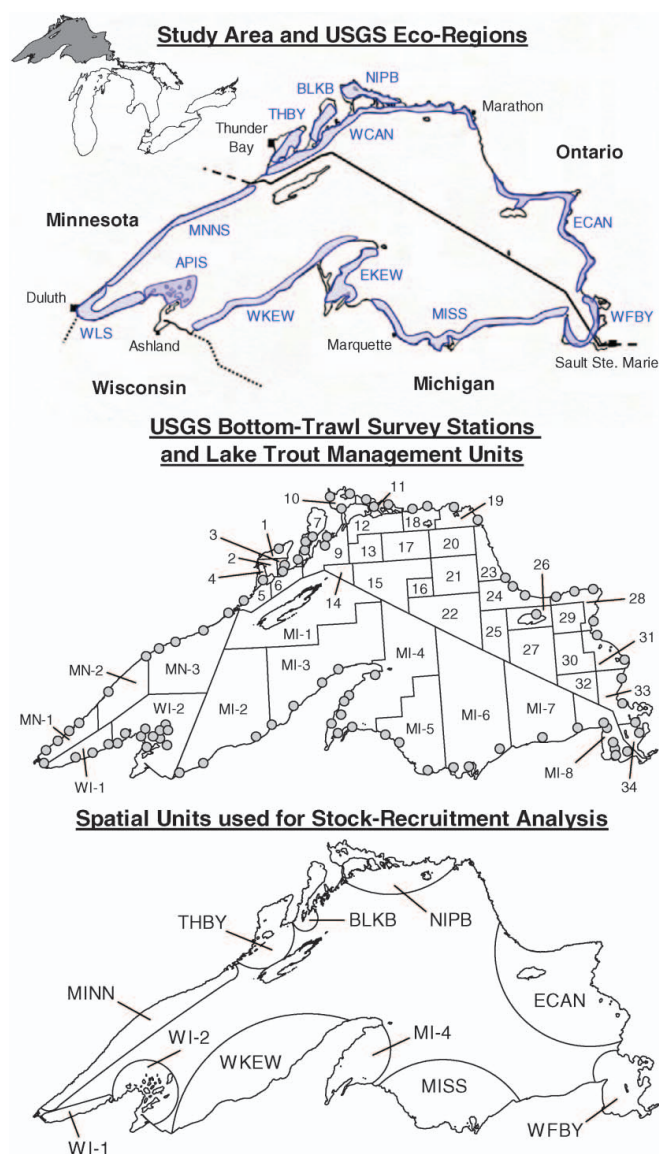 Study Area and USGS Eco-Regions
NIPB
BLKB
THBY
Marathon
Thunder
Bay
WCAN
Ontario
Minnesota
ECAN
MNNS
APIS
EKEW
Duluth
WLS
WKEW
MISS
WFBY
Ashland
Marquette
Sault Ste. Marie
Wisconsin
Michigan
USGS Bottom-Trawl Survey Stations
and Lake Trout Management Units
10
11
19
1
7
12
18
3
2
9
13
17
20
4
5
6
14
15
16
21
23
26
24
28
22
29
MI-1
25
27
31
MN-2
MN-3
MI-3
MI-4
30
32
33
WI-2
MI-2
MN-1
MI-5
MI-6
MI-7
WI-1
MI-8
34
Spatial Units used for Stock-Recruitment Analysis
THBY
BLKB
NIPB
MINN
ECAN
WI-2
WKEW
MI-4
MISS
WFBY
WI-1